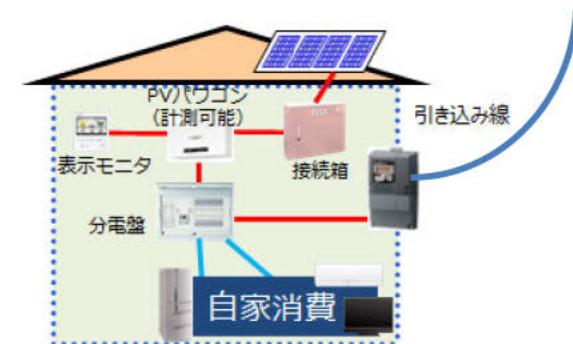 PVパワコン
(計測可能)
引き込み線
表示モニタ
接続箱
分電盤
自家消費